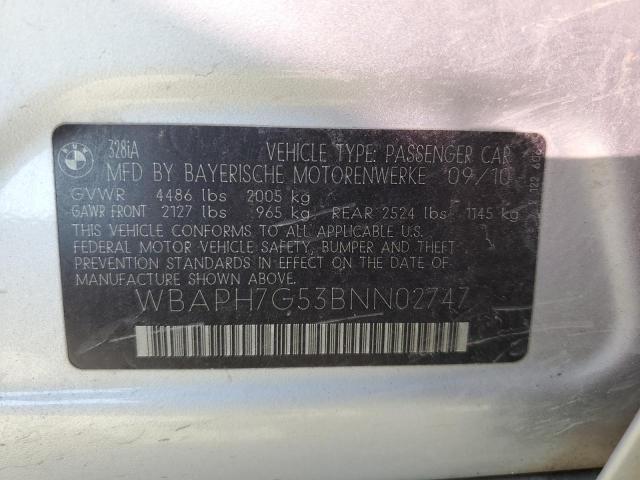 BMW 328iA VEHICLE TYPE: PASSENGER CAR
MFD BY BAYERISCHE MOTORENWERKE 09/10
GVWR 4486 lbs 2005 kg
GAWR FRONT 2127 lbs 965 kg REAR 2524 lbs 1145 kg
THIS VEHICLE CONFORMS TO ALL APPLICABLE U.S.
FEDERAL MOTOR VEHICLE SAFETY, BUMPER AND THEFT
PREVENTION STANDARDS IN EFFECT ON THE DATE OF
MANUFACTURE SHOWN ABOVE.
WBAPH7G53BNN02747